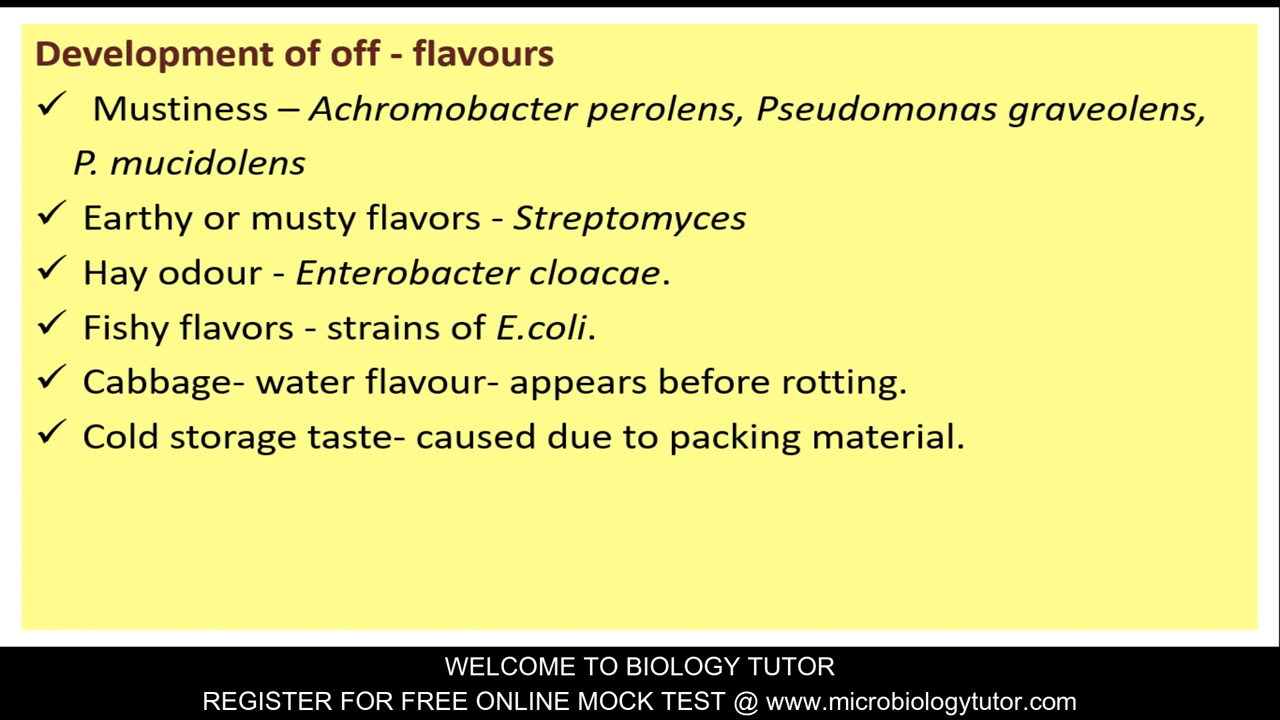 Development of off - flavours
✓ Mustiness – Achromobacter perolens, Pseudomonas graveolens,
P. mucidolens
✓ Earthy or musty flavors - Streptomyces
✓ Hay odour - Enterobacter cloacae.
✓ Fishy flavors - strains of E.coli.
✓ Cabbage- water flavour- appears before rotting.
✓ Cold storage taste- caused due to packing material.
WELCOME TO BIOLOGY TUTOR
REGISTER FOR FREE ONLINE MOCK TEST @ www.microbiologytutor.com